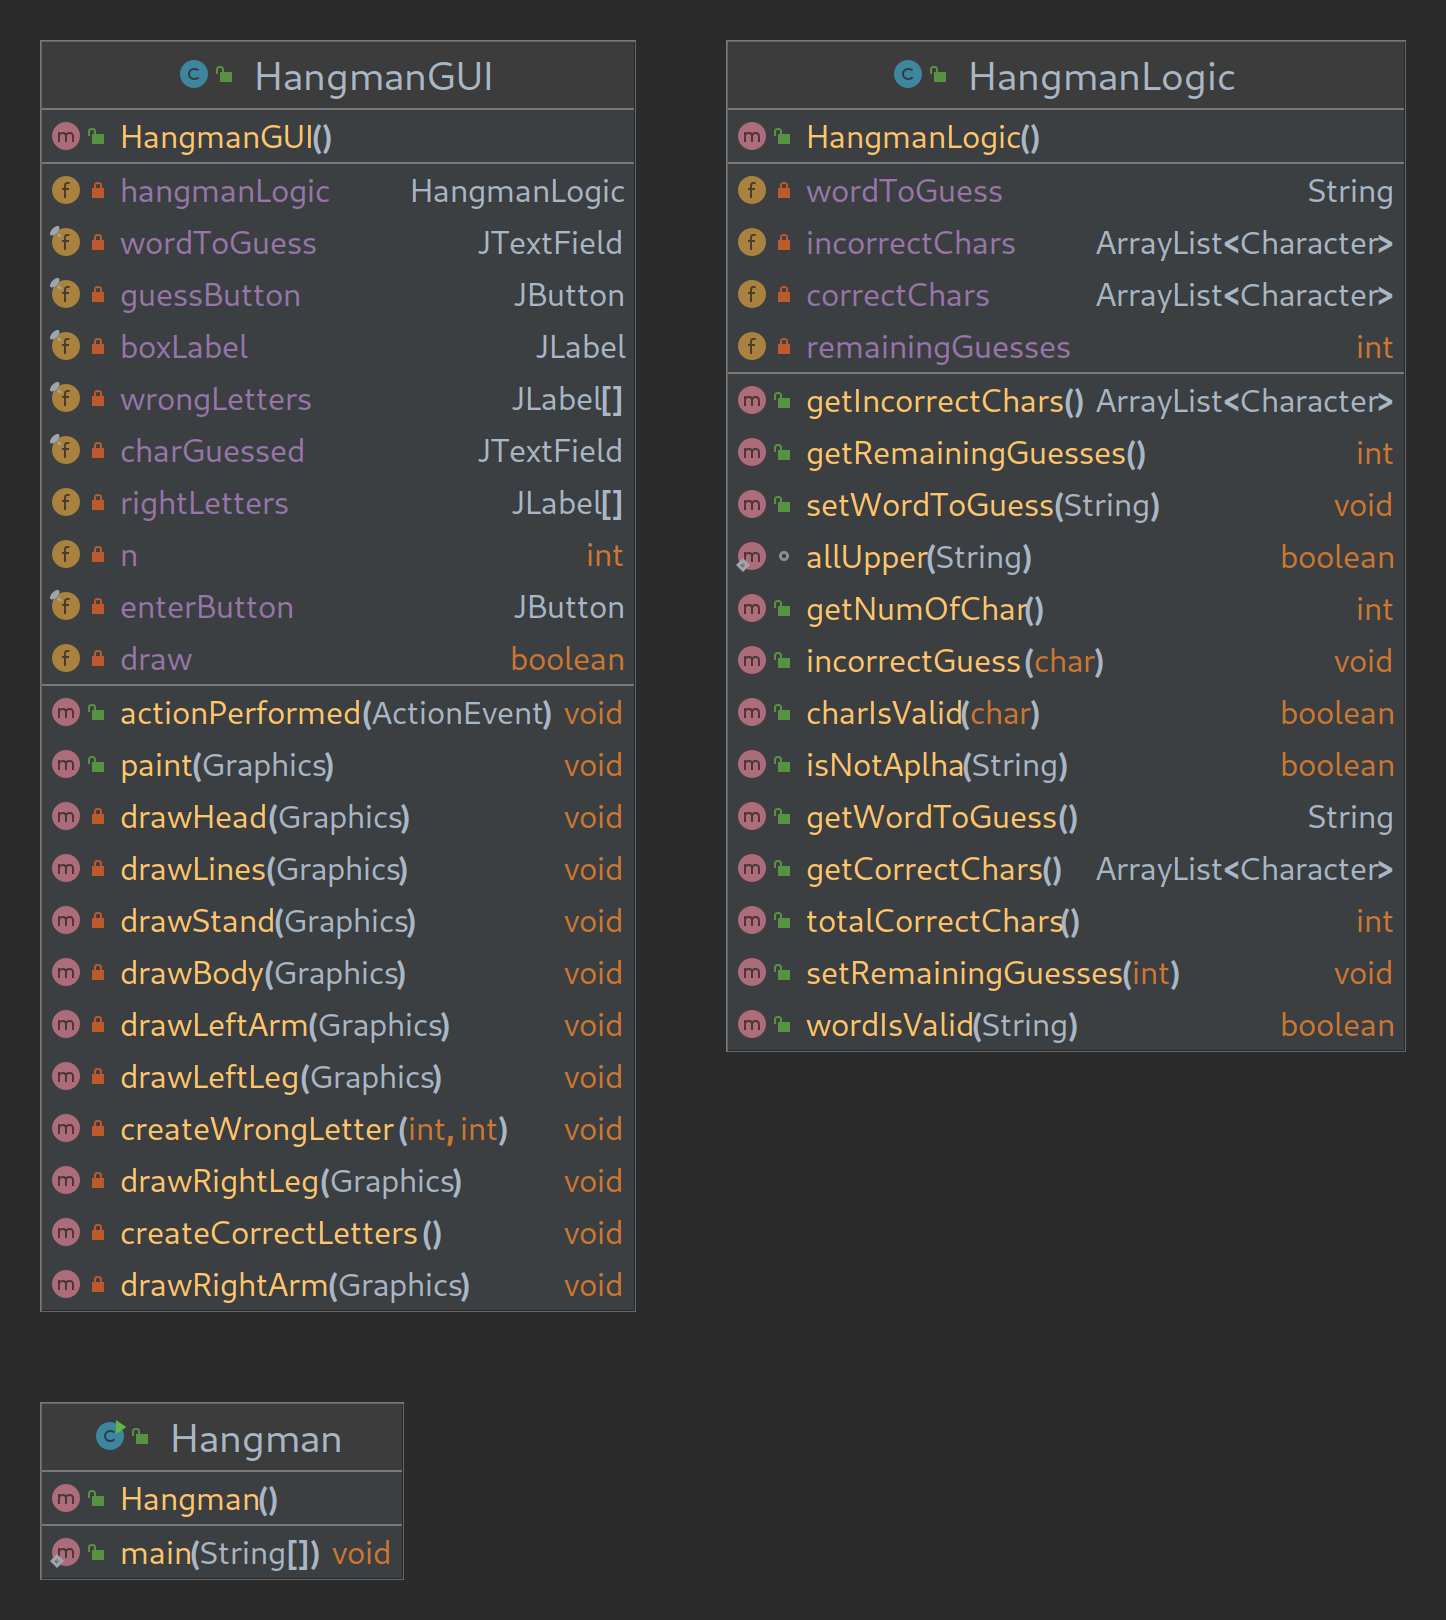 HangmanGUI
HangmanGUI()
hangmanLogic HangmanLogic
wordToGuess JTextField
guessButton JButton
boxLabel JLabel
wrongLetters JLabel[]
charGuessed JTextField
rightLetters JLabel[]
n int
enterButton JButton
draw boolean
actionPerformed(ActionEvent) void
paint(Graphics) void
drawHead(Graphics) void
drawLines(Graphics) void
drawStand(Graphics) void
drawBody(Graphics) void
drawLeftArm(Graphics) void
drawLeftLeg(Graphics) void
createWrongLetter(int, int) void
drawRightLeg(Graphics) void
createCorrectLetters() void
drawRightArm(Graphics) void
HangmanLogic
HangmanLogic()
wordToGuess String
incorrectChars ArrayList<Character>
correctChars ArrayList<Character>
remainingGuesses int
getIncorrectChars() ArrayList<Character>
getRemainingGuesses() int
setWordToGuess(String) void
allUpper(String) boolean
getNumOfChar() int
incorrectGuess(char) void
charIsValid(char) boolean
isNotAplha(String) boolean
getWordToGuess() String
getCorrectChars() ArrayList<Character>
totalCorrectChars() int
setRemainingGuesses(int) void
wordIsValid(String) boolean
Hangman
Hangman()
main(String[]) void